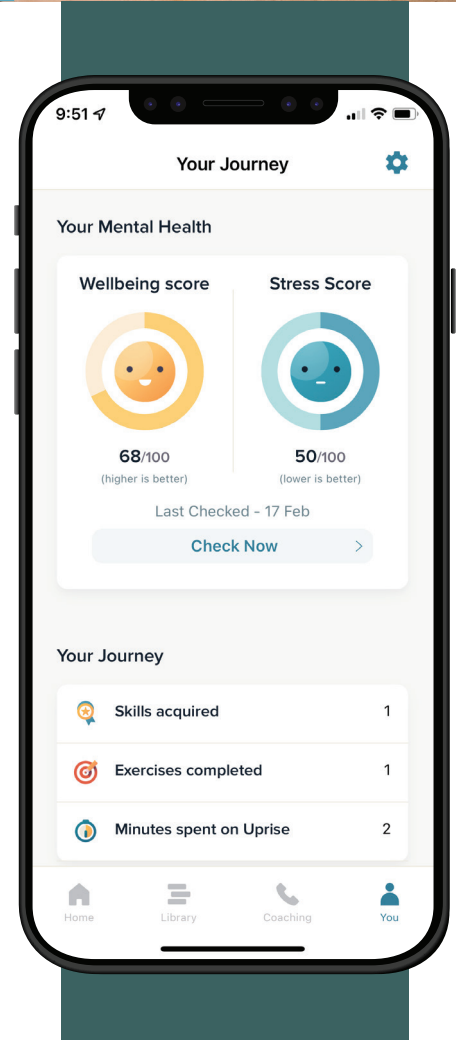 9:51
Your Journey
Your Mental Health
Wellbeing score
Stress Score
68/100
50/100
(higher is better)
(lower is better)
Last Checked - 17 Feb
Check Now
Your Journey
Skills acquired 1
Exercises completed 1
Minutes spent on Uprise 2
Home Library Coaching You